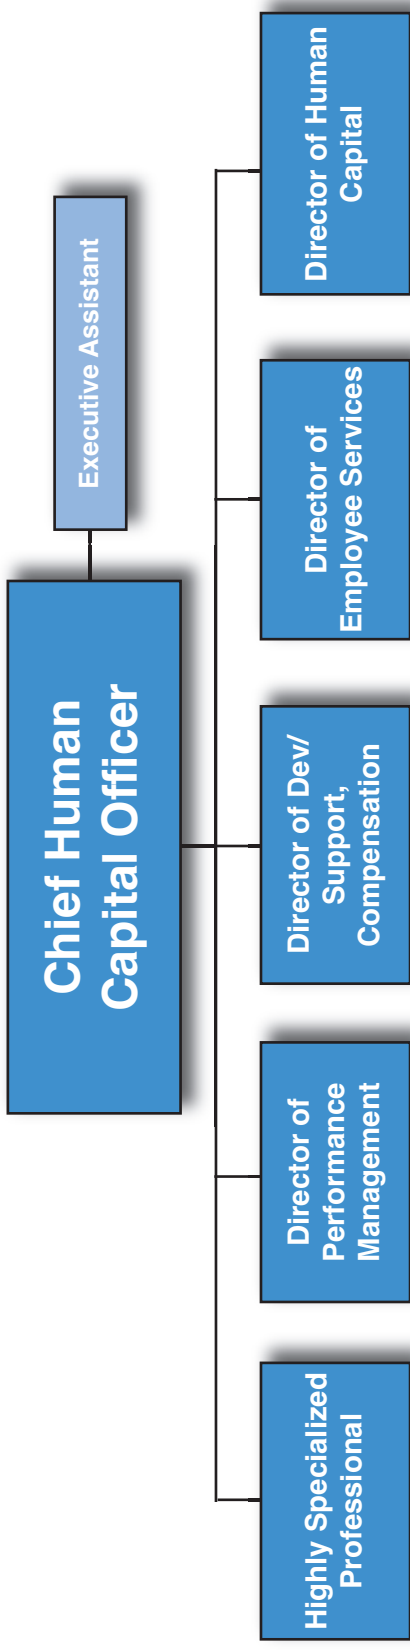 Chief Human
Capital Officer
Executive Assistant
Highly Specialized
Professional
Director of
Performance
Management
Director of Dev/
Support,
Compensation
Director of
Employee Services
Director of Human
Capital